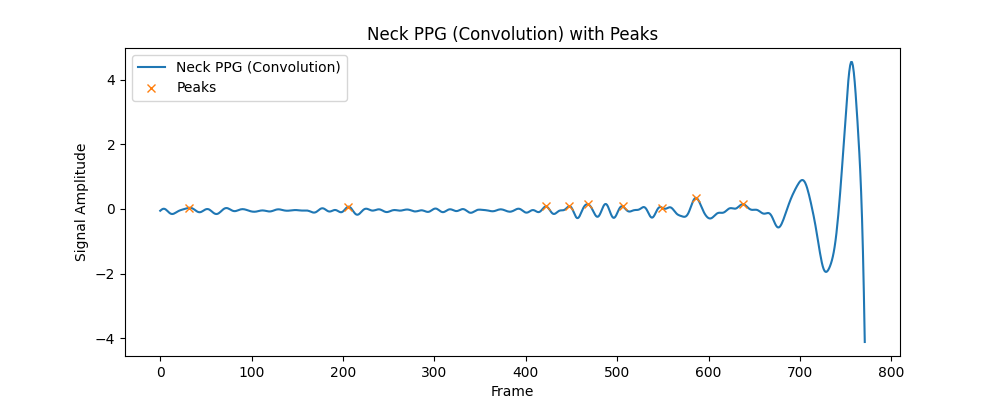 Neck PPG (Convolution) with Peaks
Neck PPG (Convolution)
Peaks
Signal Amplitude
4
2
0
−2
−4
0 100 200 300 400 500 600 700 800
Frame